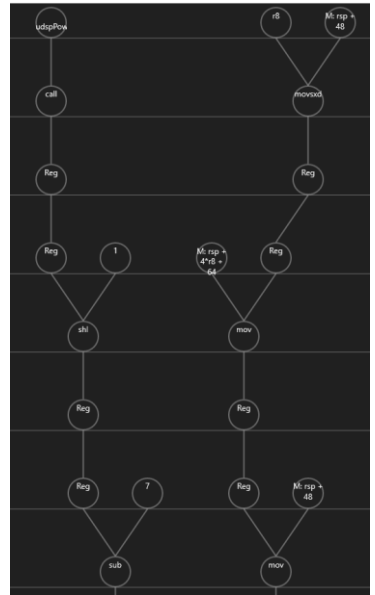 udspPow
r8
M: rsp +
48
call
movsxd
Reg
Reg
Reg
1
M: rsp +
4*r8 +
64
Reg
shl
mov
Reg
Reg
Reg
7
Reg
M: rsp +
48
sub
mov